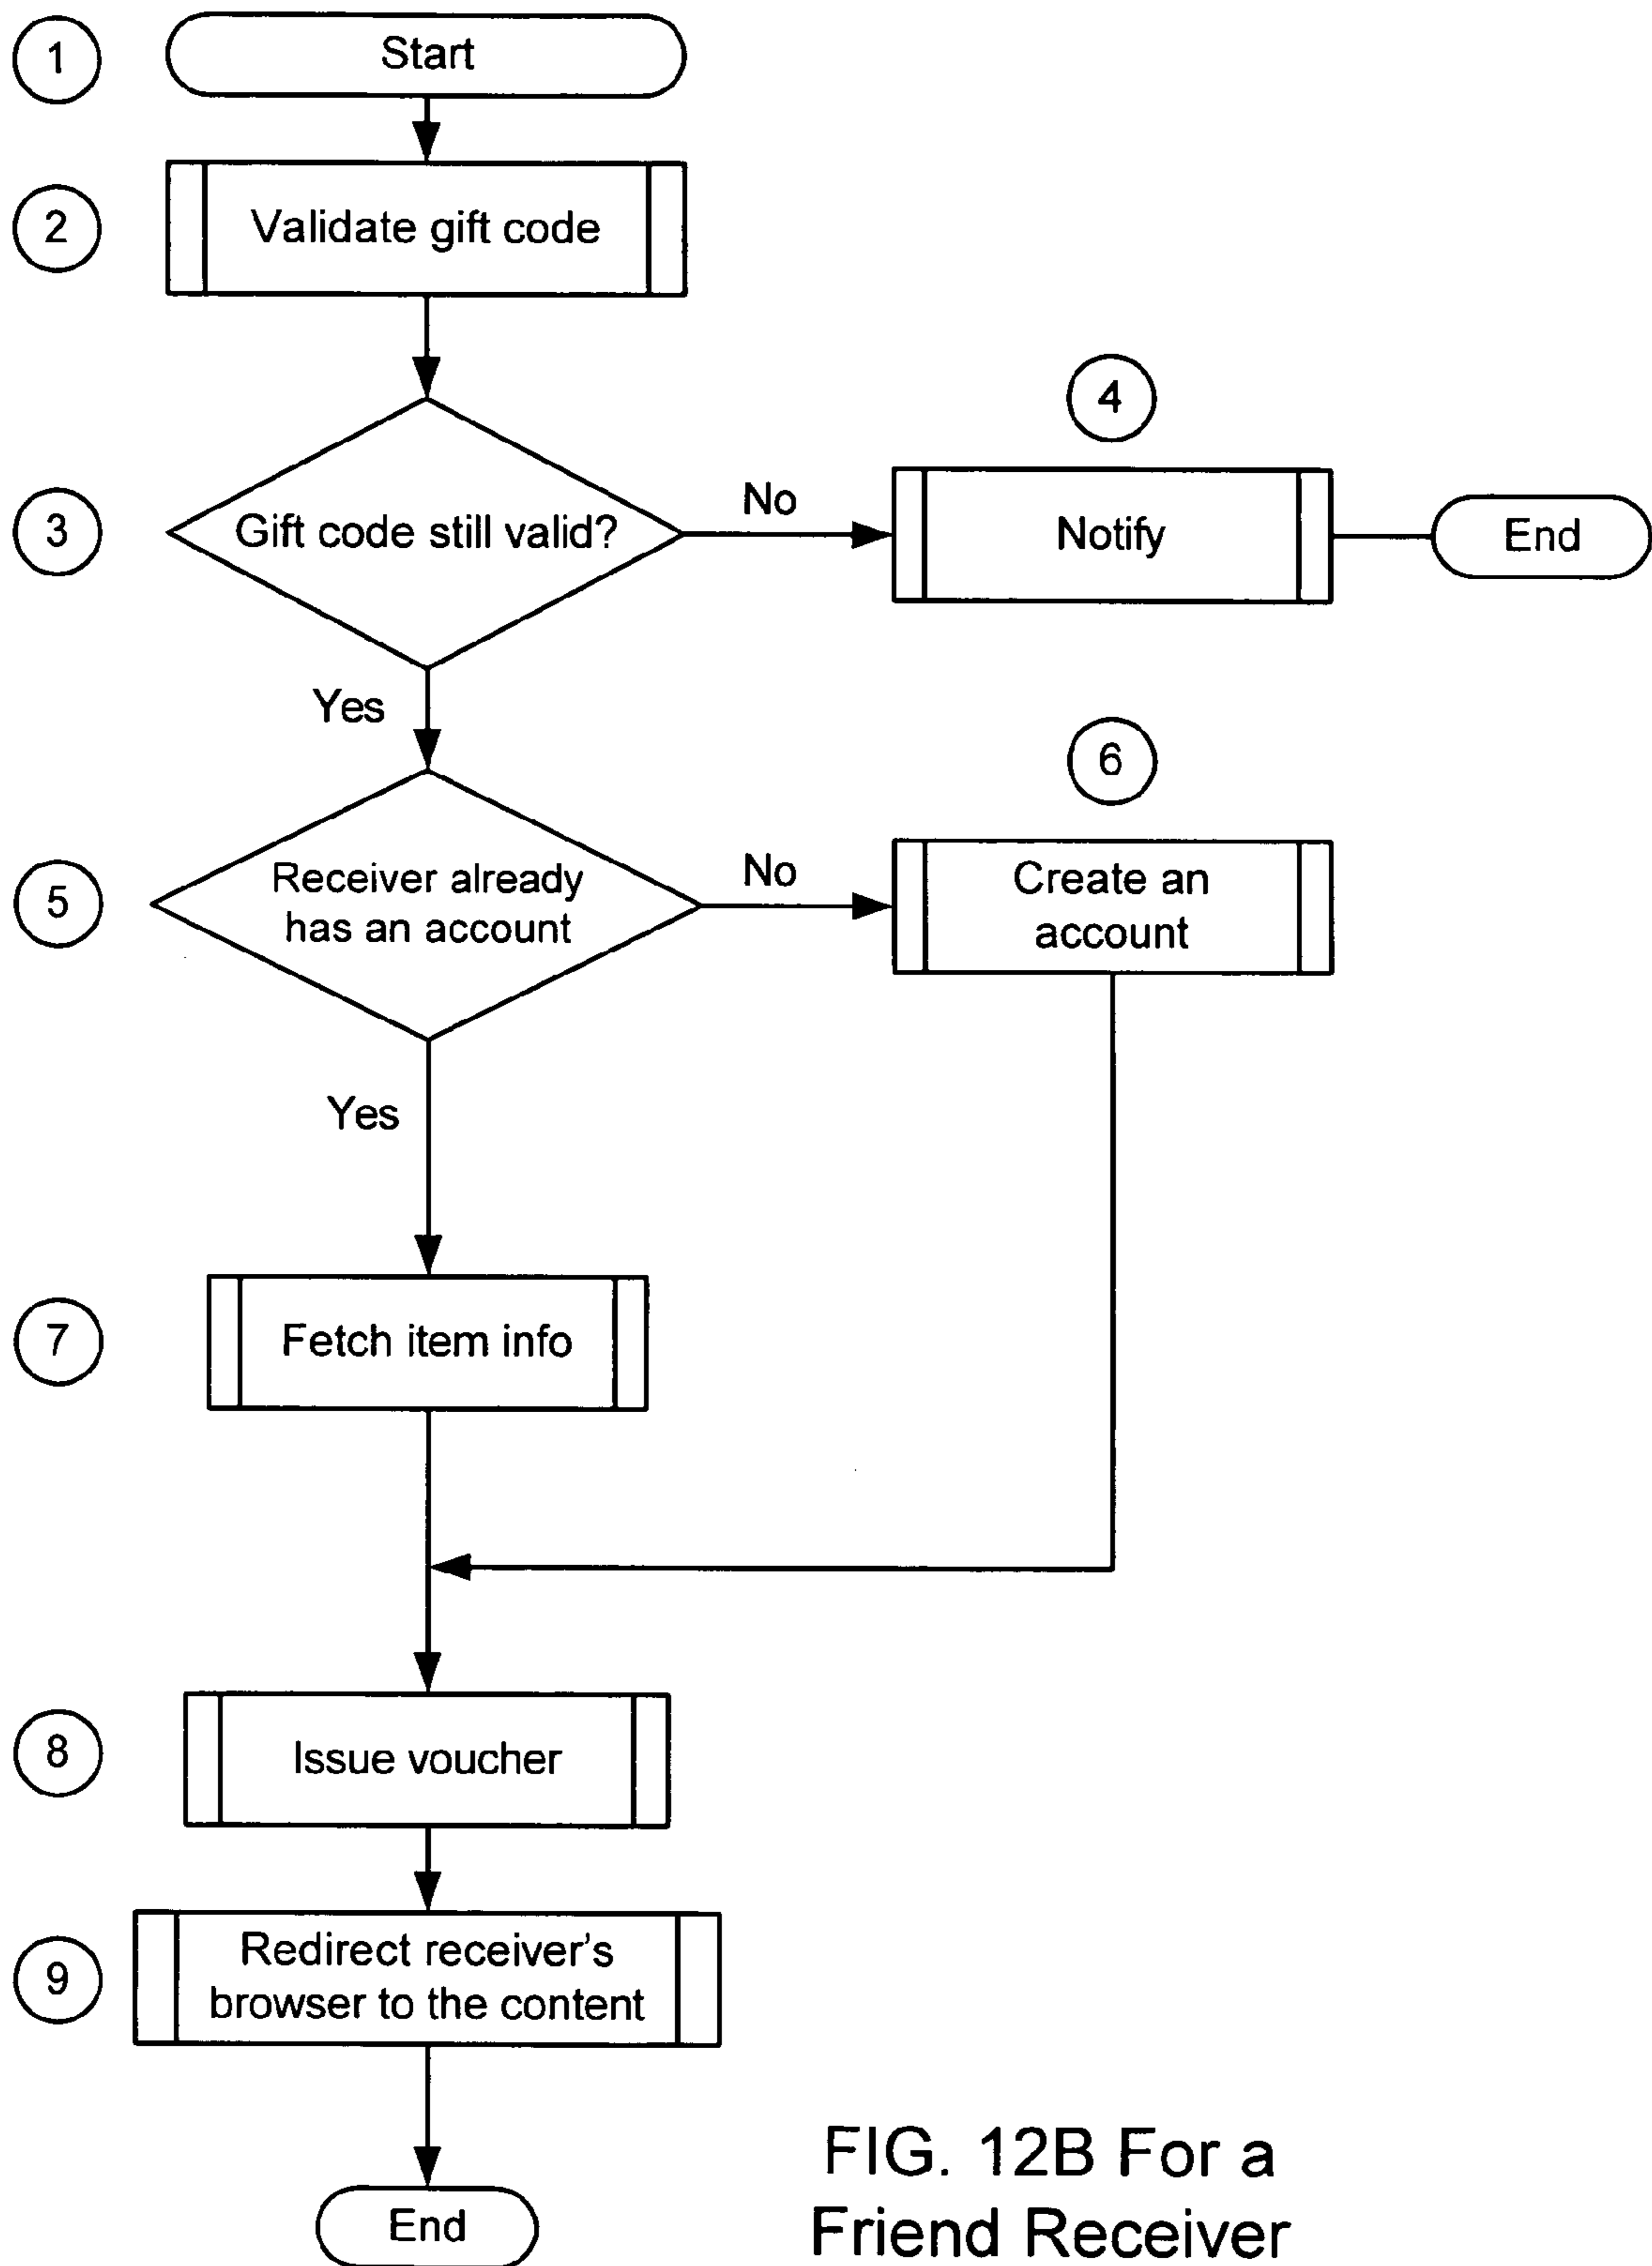 1
Start
2
Validate gift code
4
3
Gift code still valid?
No
Notify
End
Yes
6
5
Receiver already
has an account
No
Create an
account
Yes
7
Fetch item info
8
Issue voucher
9
Redirect receiver's
browser to the content
End
FIG. 12B For a
Friend Receiver